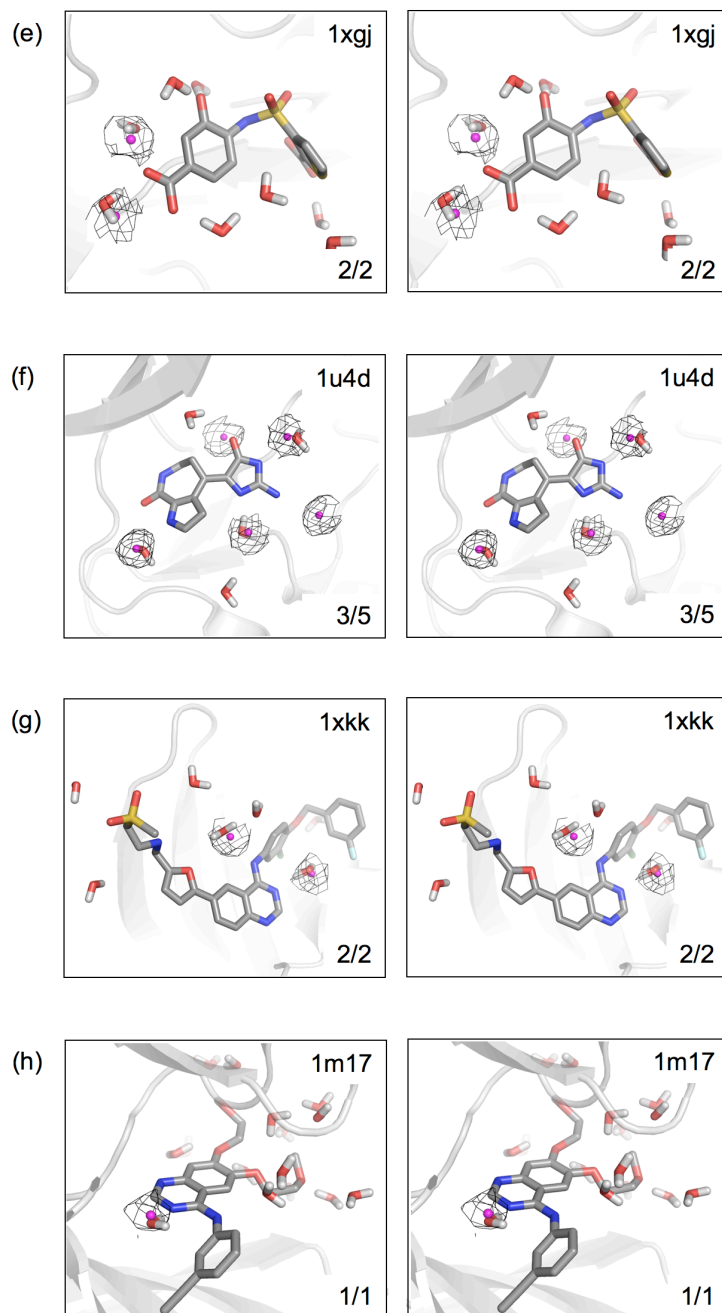 (e)
1xgj
1xgj
2/2
2/2
(f)
1u4d
1u4d
3/5
3/5
(g)
1xkk
1xkk
2/2
2/2
(h)
1m17
1m17
1/1
1/1